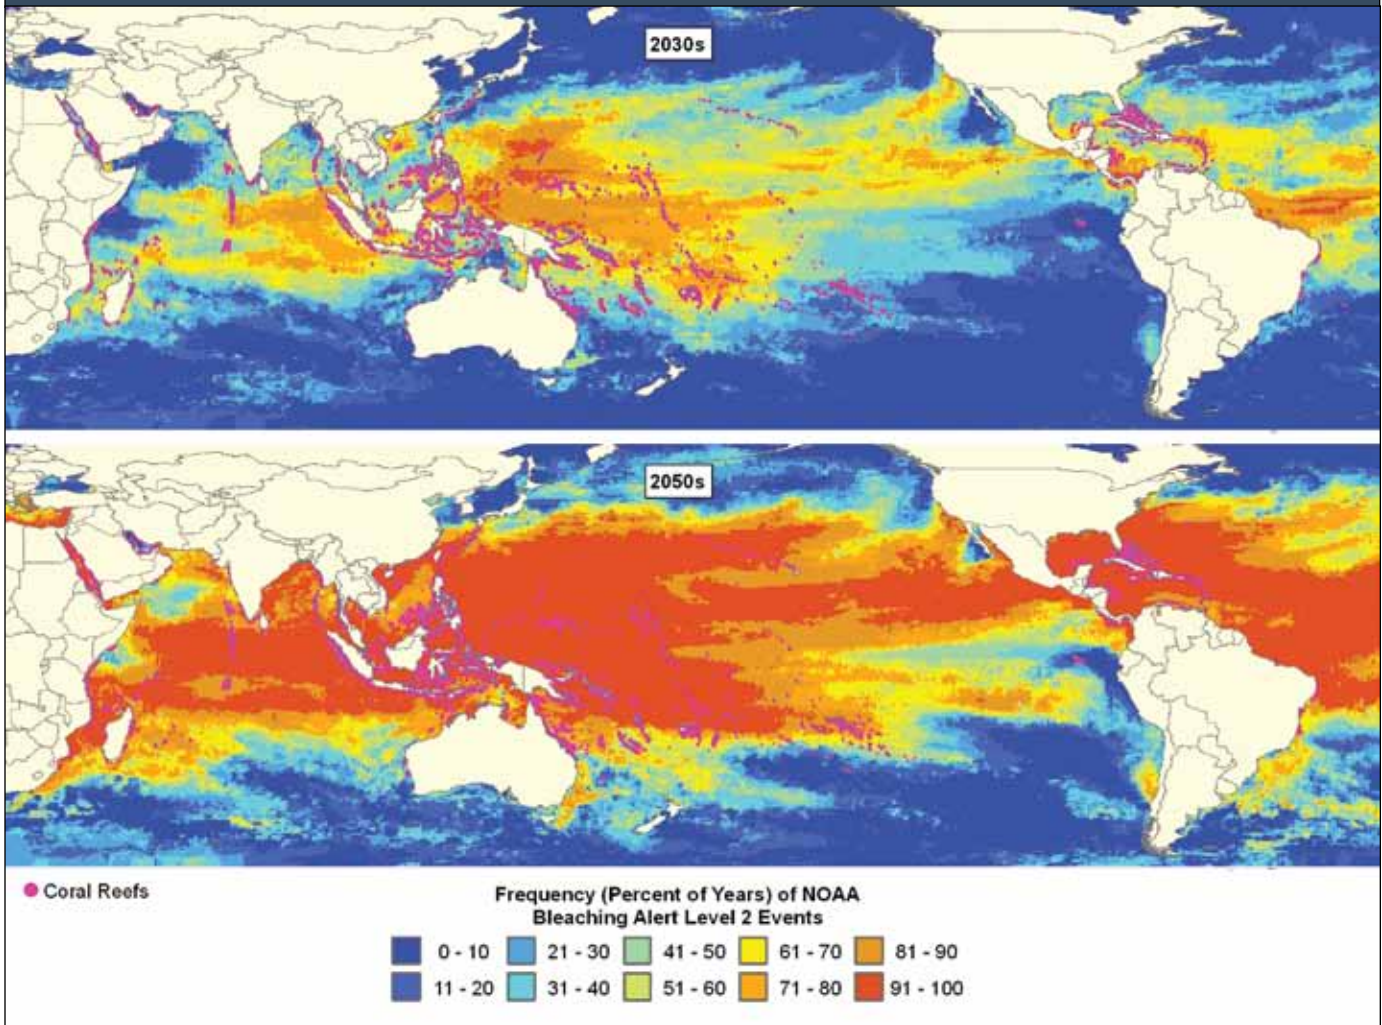 2030s
2050s
Coral Reefs
Frequency (Percent of Years) of NOAA
Bleaching Alert Level 2 Events
0 - 10 21 - 30 41 - 50 61 - 70 81 - 90
11 - 20 31 - 40 51 - 60 71 - 80 91 - 100